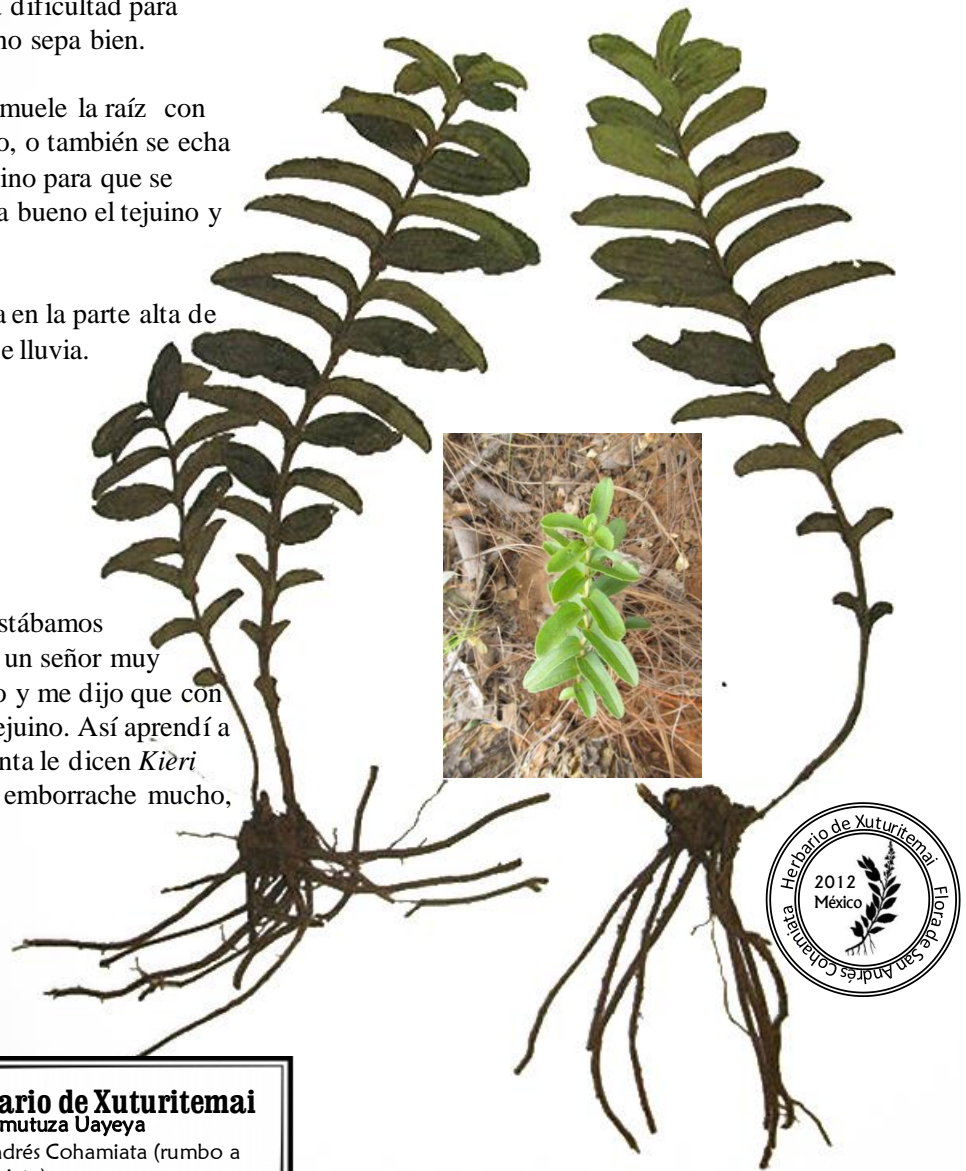 dificultad para
no sepa bien.
muele la raíz con
o, o también se echa
ino para que se
a bueno el tejuino y
a en la parte alta de
e lluvia.
stábamos
un señor muy
o y me dijo que con
ejuino. Así aprendí a
nta le dicen Kieri
emborrache mucho,
Herbario de Xuturitemai
Flora de San Andrés Cohamiata
2012
México
ario de Xuturitemai
mutuza Uayeya
ndrés Cohamiata (rumbo a